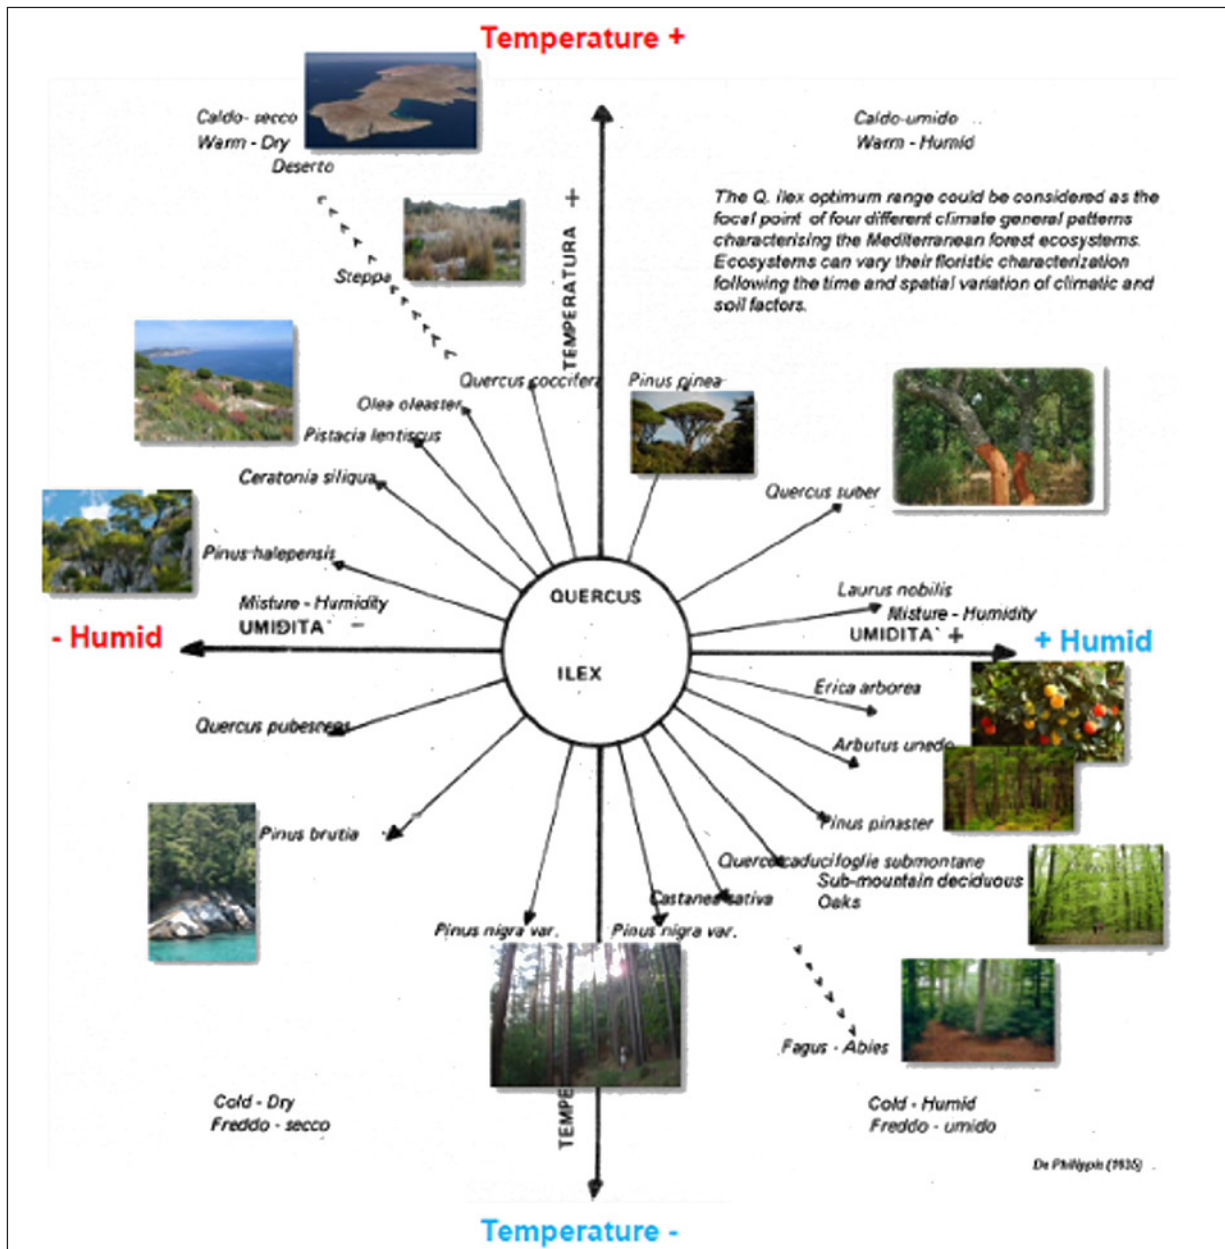 Temperature +
Caldo- secco
Warm - Dry
Deserto
Caldo-umido
Warm - Humid
TEMPERATURA +
The Q. ilex optimum range could be considered as the
focal point of four different climate general patterns
characterising the Mediterranean forest ecosystems.
Ecosystems can vary their floristic characterization
following the time and spatial variation of climatic and
soil factors.
Steppa
Quercus coccifera
Pinus pinea
Olea oleaster
Pistacia lentiscus
Ceratonia siliqua
Quercus suber
Pinus halepensis
Laurus nobilis
Misture - Humidity
UMIDITA` -
Misture - Humidity
UMIDITA` +
QUERCUS
ILEX
- Humid
+ Humid
Erica arborea
Quercus pubescens
Arbutus unedo
Pinus brutia
Pinus pinaster
Querce caducifoglie submontane
Sub-mountain deciduous
Oaks
Castanea sativa
Pinus nigra var.
Pinus nigra var.
Fagus - Abies
TEMPE
Cold - Dry
Freddo - secco
Cold - Humid
Freddo - umido
De Philippis (1935)
Temperature -